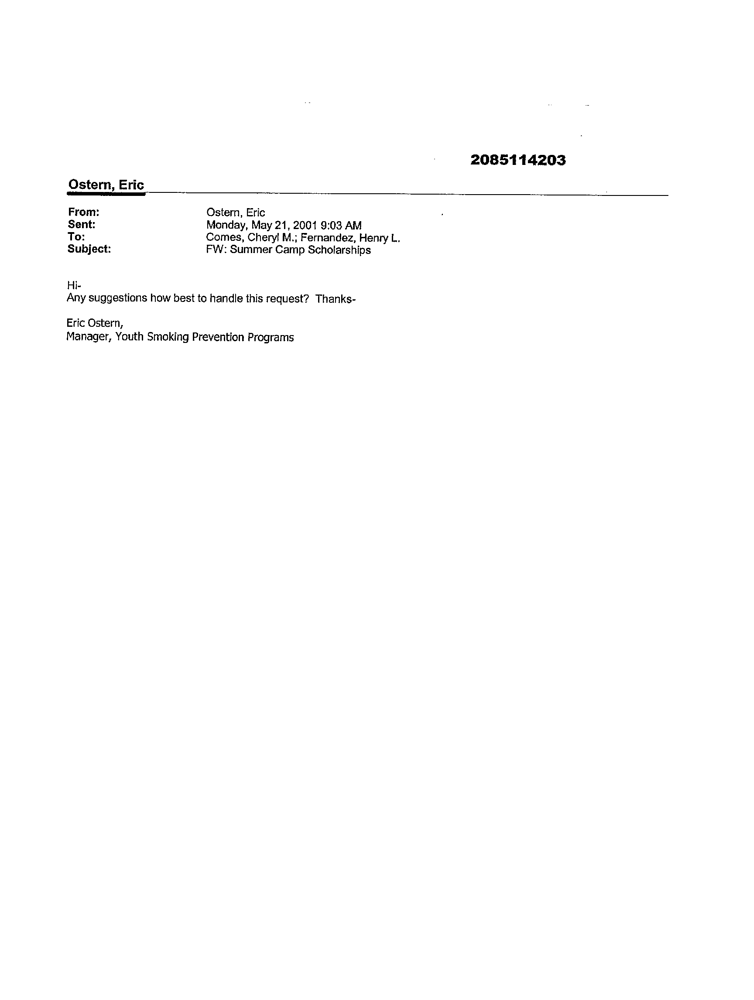 2085114203
Ostern, Eric
From: Ostern, Eric
Sent: Monday, May 21, 2001 9:03 AM
To: Comes, Cheryl M.; Fernandez, Henry L.
Subject: FW: Summer Camp Scholarships
Hi-
Any suggestions how best to handle this request? Thanks-
Eric Ostern,
Manager, Youth Smoking Prevention Programs